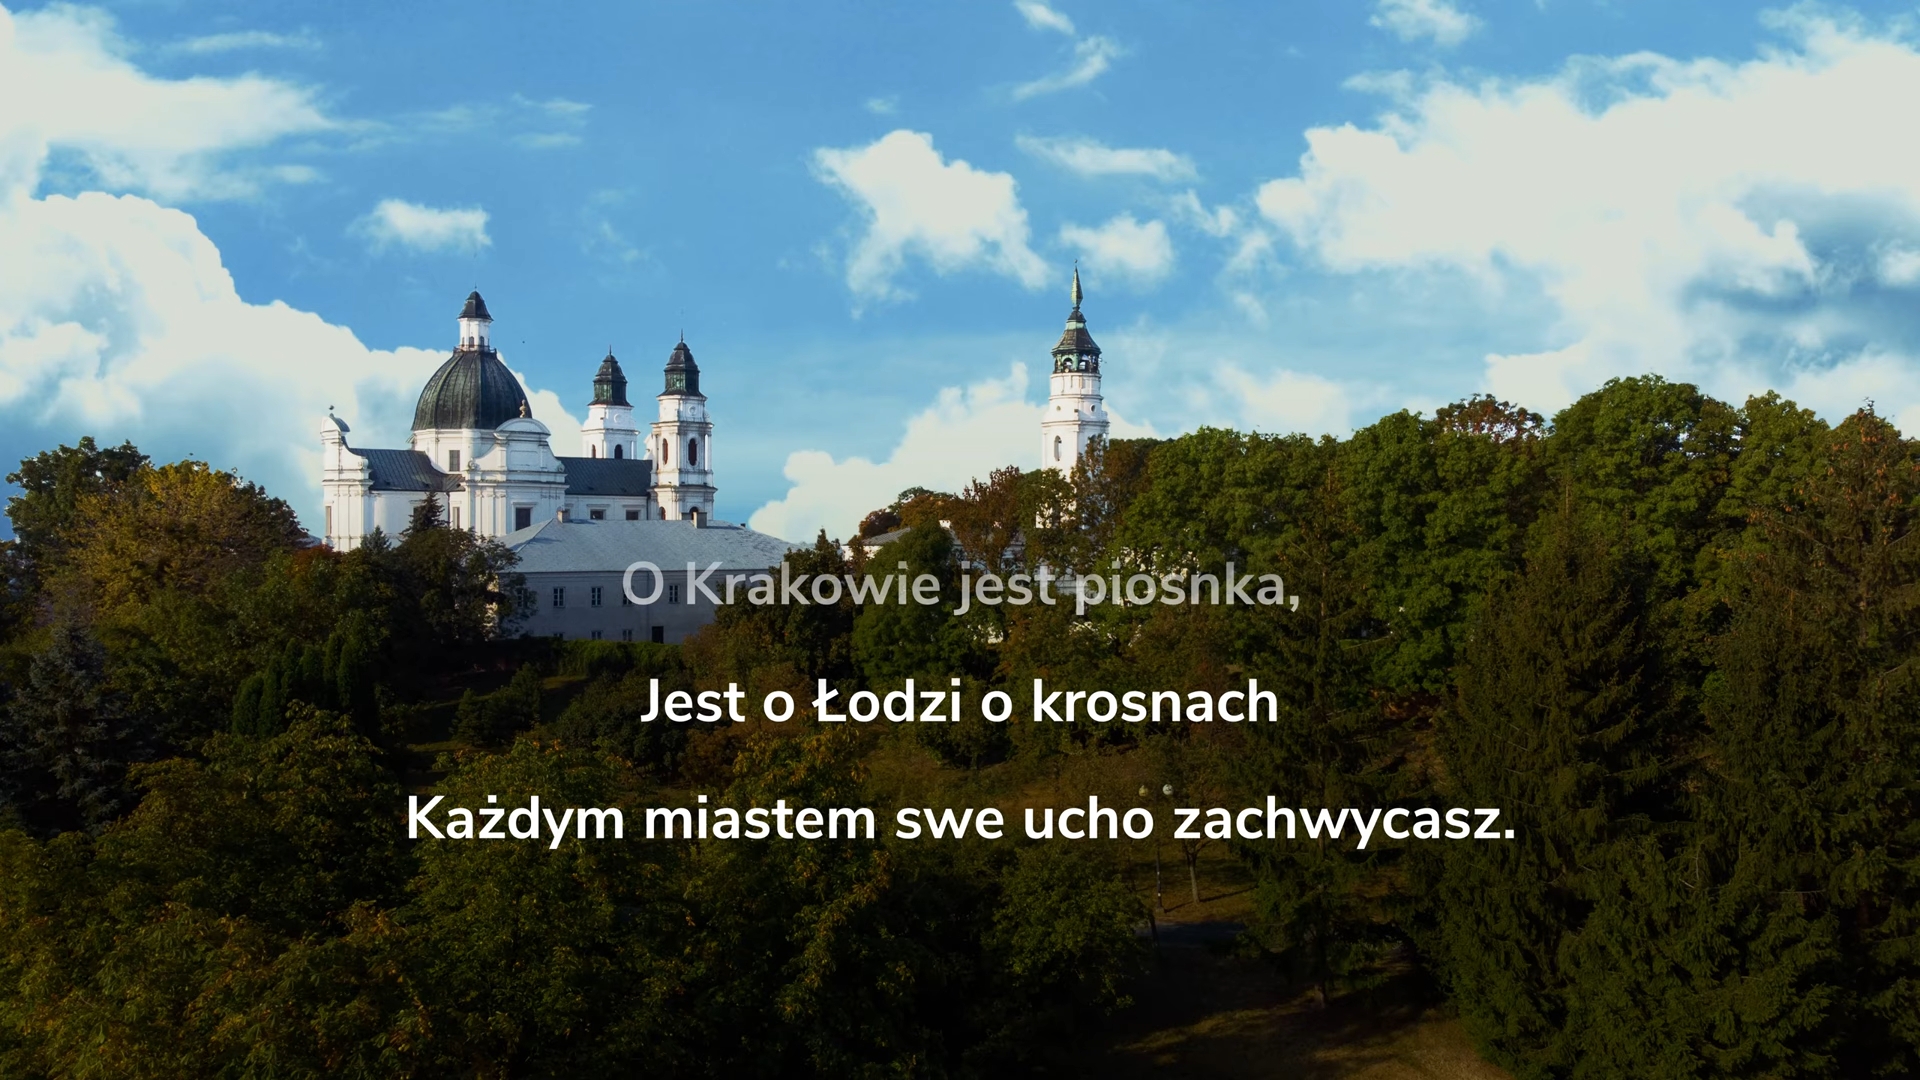 O Krakowie jest piosnka,
Jest o Łodzi o krosnach
Każdym miastem swe ucho zachwycasz.